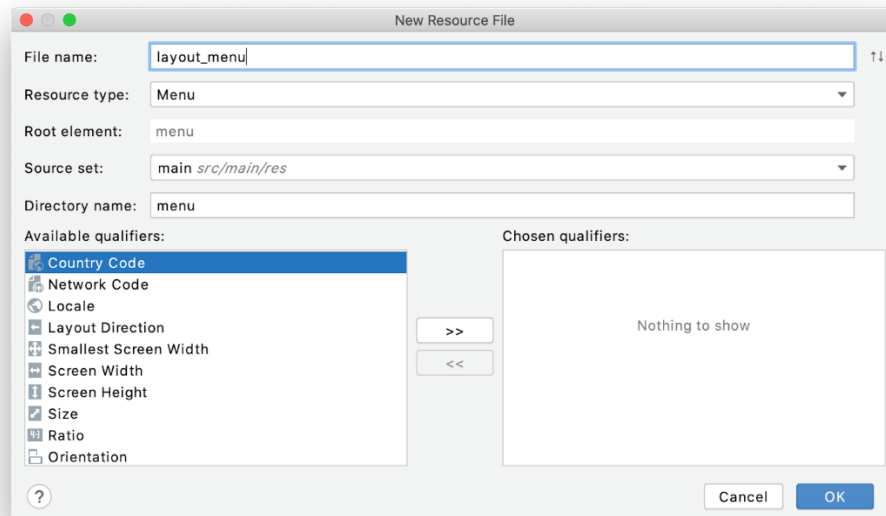 New Resource File
File name: layout_menu
Resource type: Menu
Root element: menu
Source set: main src/main/res
Directory name: menu
Available qualifiers:
Chosen qualifiers:
Country Code
Network Code
Locale
Layout Direction
Smallest Screen Width
Screen Width
Screen Height
Size
Ratio
Orientation
>>
<<
Nothing to show
?
Cancel
OK